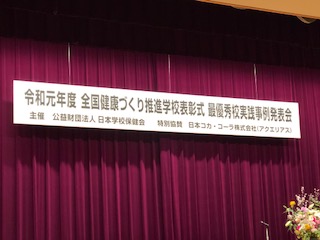 令和元年度 全国健康づくり推進学校表彰式 最優秀校実践事例発表会
主催 公益財団法人 日本学校保健会 特別協賛 日本コカ・コーラ株式会社(アクエリアス)